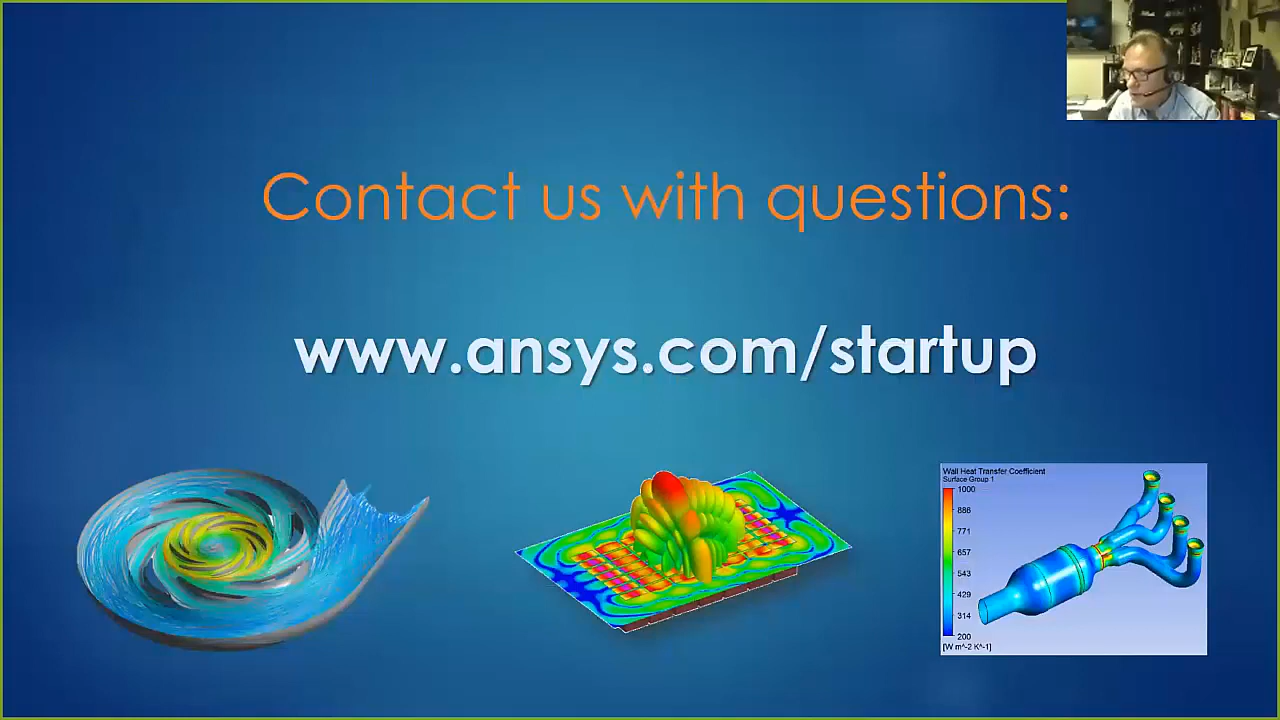 Contact us with questions:
www.ansys.com/startup
Wall Heat Transfer Coefficient
Surface Group 1
1000
886
771
657
543
429
314
200
[W m^-2 K^-1]